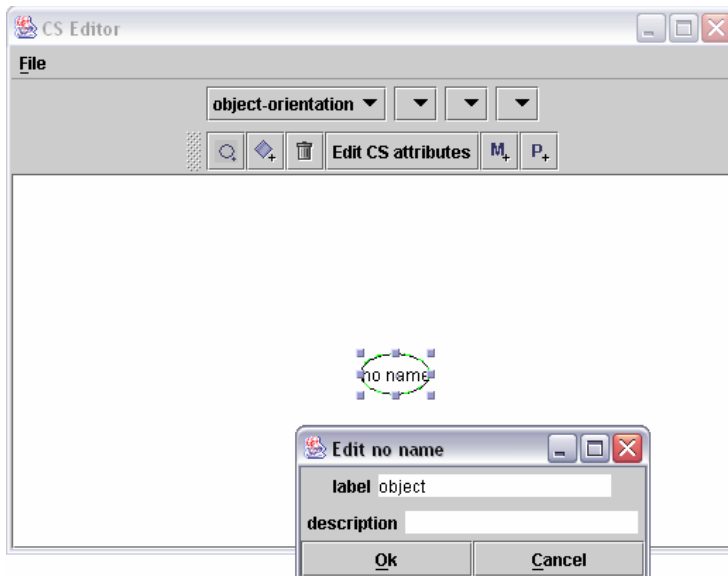 CS Editor
File
object-orientation
Edit CS attributes M+ P+
no name
Edit no name
label object
description
Ok Cancel